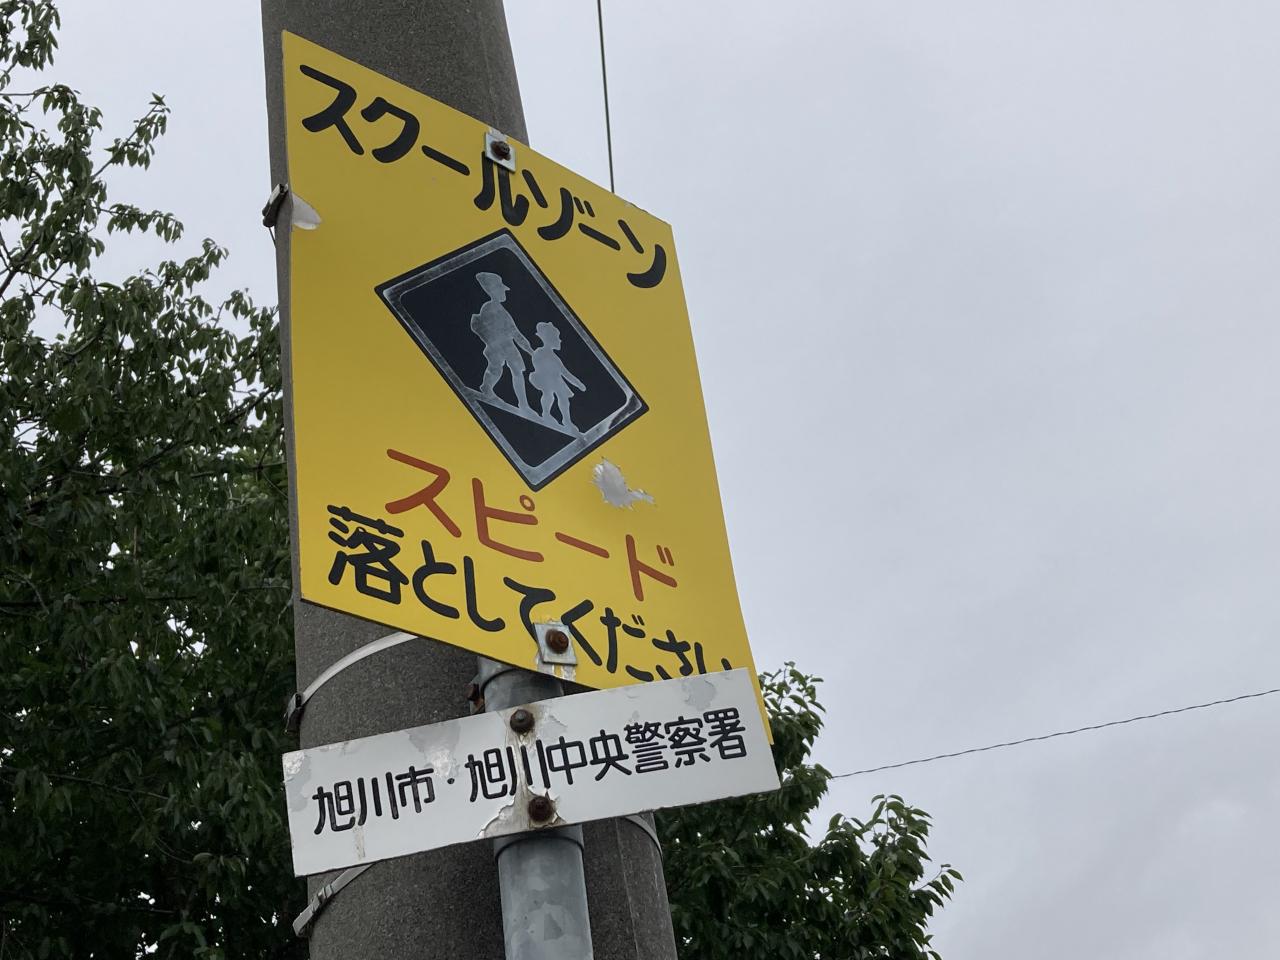 スクールゾーン
スピード
落としてください
旭川市・旭川中央警察署